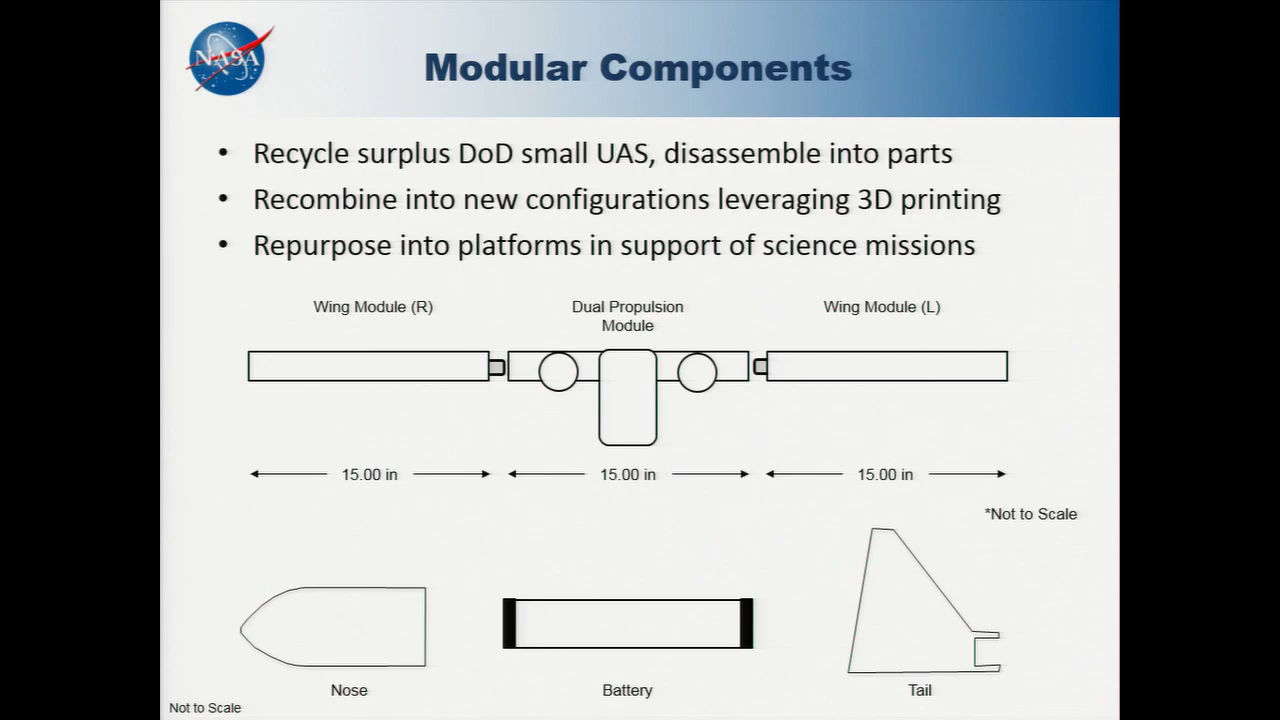 NASA
Modular Components
• Recycle surplus DoD small UAS, disassemble into parts
• Recombine into new configurations leveraging 3D printing
• Repurpose into platforms in support of science missions
Wing Module (R)
Dual Propulsion
Module
Wing Module (L)
15.00 in
15.00 in
15.00 in
*Not to Scale
Nose
Battery
Tail
Not to Scale